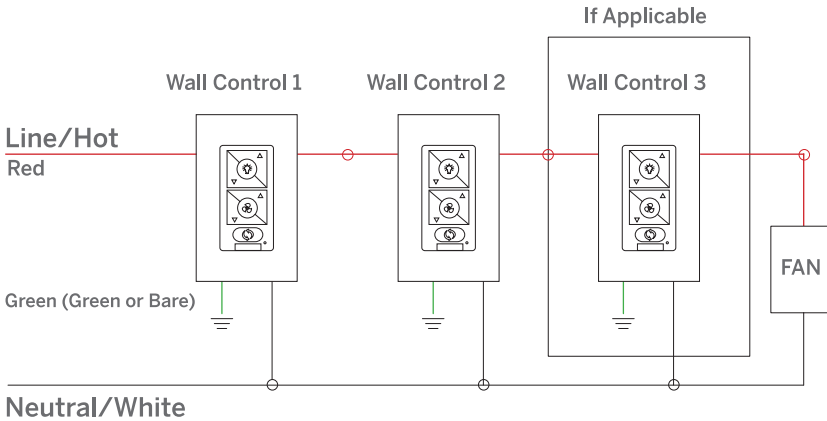 If Applicable
Wall Control 1
Wall Control 2
Wall Control 3
Line/Hot
Red
FAN
Green (Green or Bare)
Neutral/White